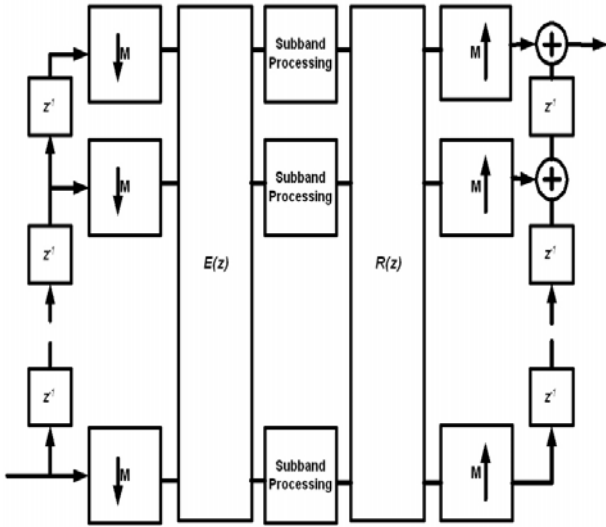 M
Subband
Processing
M
z⁻¹
z⁻¹
M
Subband
Processing
M
z⁻¹
E(z)
R(z)
z⁻¹
z⁻¹
z⁻¹
M
Subband
Processing
M